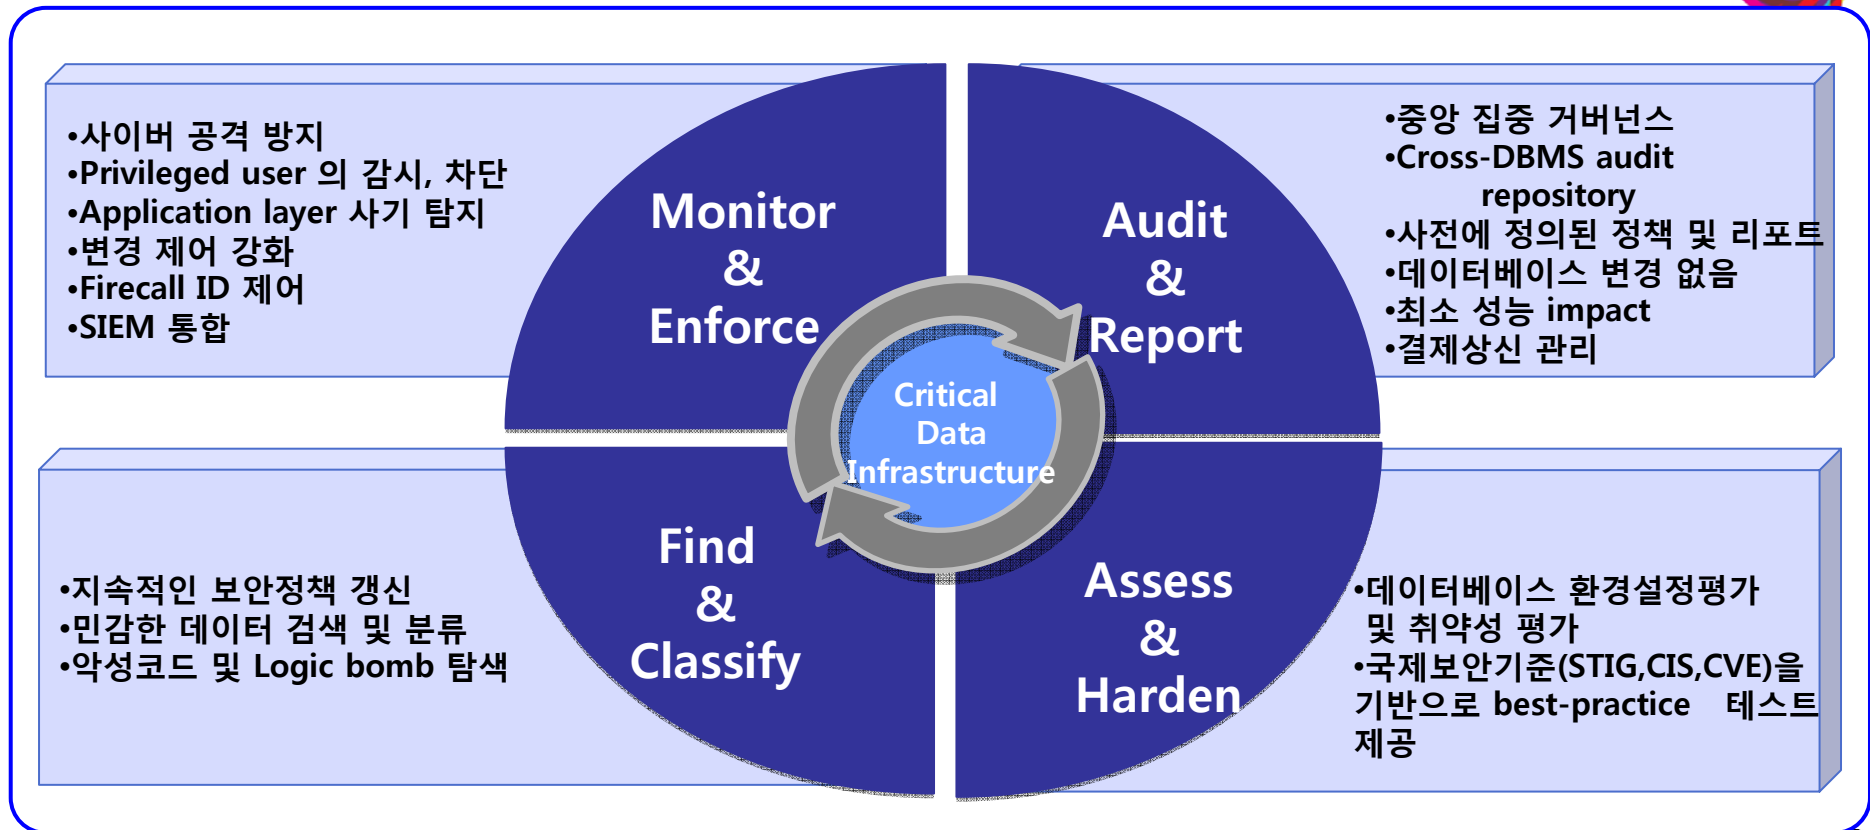 •사이버 공격 방지
•Privileged user 의 감시, 차단
•Application layer 사기 탐지
•변경 제어 강화
•Firecall ID 제어
•SIEM 통합
Monitor
&
Enforce
Audit
&
Report
•중앙 집중 거버넌스
•Cross-DBMS audit
repository
•사전에 정의된 정책 및 리포트
•데이터베이스 변경 없음
•최소 성능 impact
•결제상신 관리
Critical
Data
Infrastructure
•지속적인 보안정책 갱신
•민감한 데이터 검색 및 분류
•악성코드 및 Logic bomb 탐색
Find
&
Classify
Assess
&
Harden
•데이터베이스 환경설정평가
및 취약성 평가
•국제보안기준(STIG,CIS,CVE)을
기반으로 best-practice 테스트
제공